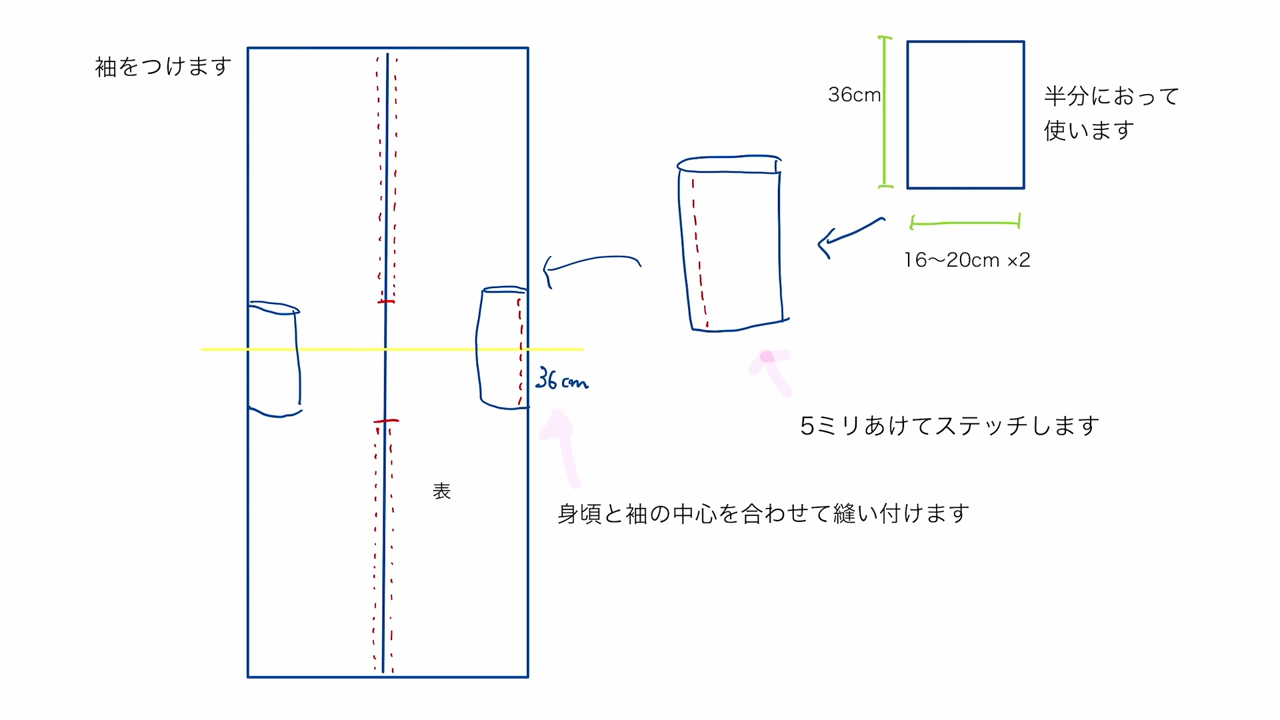 袖をつけます
36cm
半分におって
使います
16〜20cm ×2
36cm
5ミリあけてステッチします
表
身頃と袖の中心を合わせて縫い付けます